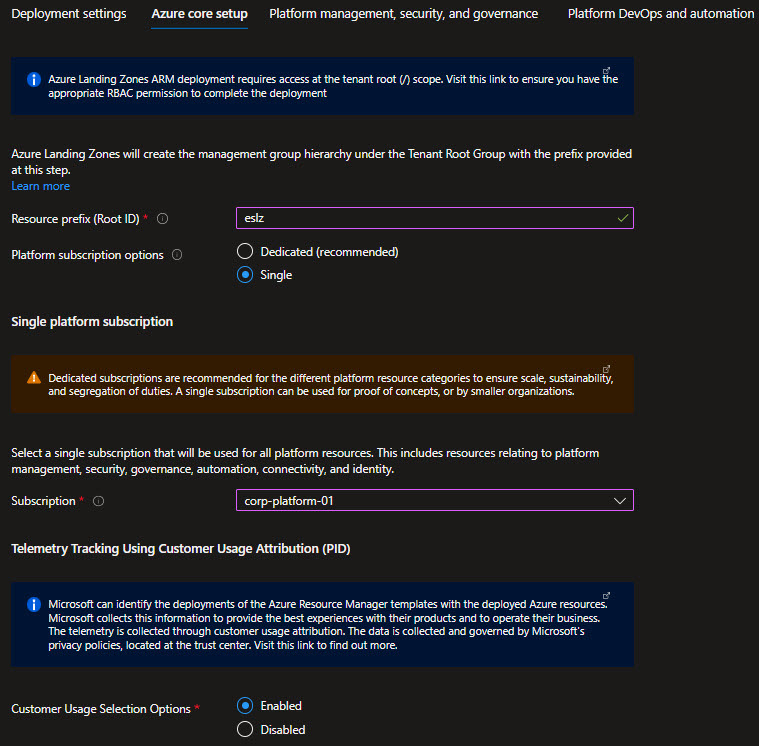 Deployment settings Azure core setup Platform management, security, and governance Platform DevOps and automation
Azure Landing Zones ARM deployment requires access at the tenant root (/) scope. Visit this link to ensure you have the
appropriate RBAC permission to complete the deployment
Azure Landing Zones will create the management group hierarchy under the Tenant Root Group with the prefix provided
at this step.
Learn more
Resource prefix (Root ID) * eslz
Platform subscription options Dedicated (recommended)
Single
Single platform subscription
Dedicated subscriptions are recommended for the different platform resource categories to ensure scale, sustainability,
and segregation of duties. A single subscription can be used for proof of concepts, or by smaller organizations.
Select a single subscription that will be used for all platform resources. This includes resources relating to platform
management, security, governance, automation, connectivity, and identity.
Subscription * corp-platform-01
Telemetry Tracking Using Customer Usage Attribution (PID)
Microsoft can identify the deployments of the Azure Resource Manager templates with the deployed Azure resources.
Microsoft collects this information to provide the best experiences with their products and to operate their business.
The telemetry is collected through customer usage attribution. The data is collected and governed by Microsoft's
privacy policies, located at the trust center. Visit this link to find out more.
Customer Usage Selection Options * Enabled
Disabled